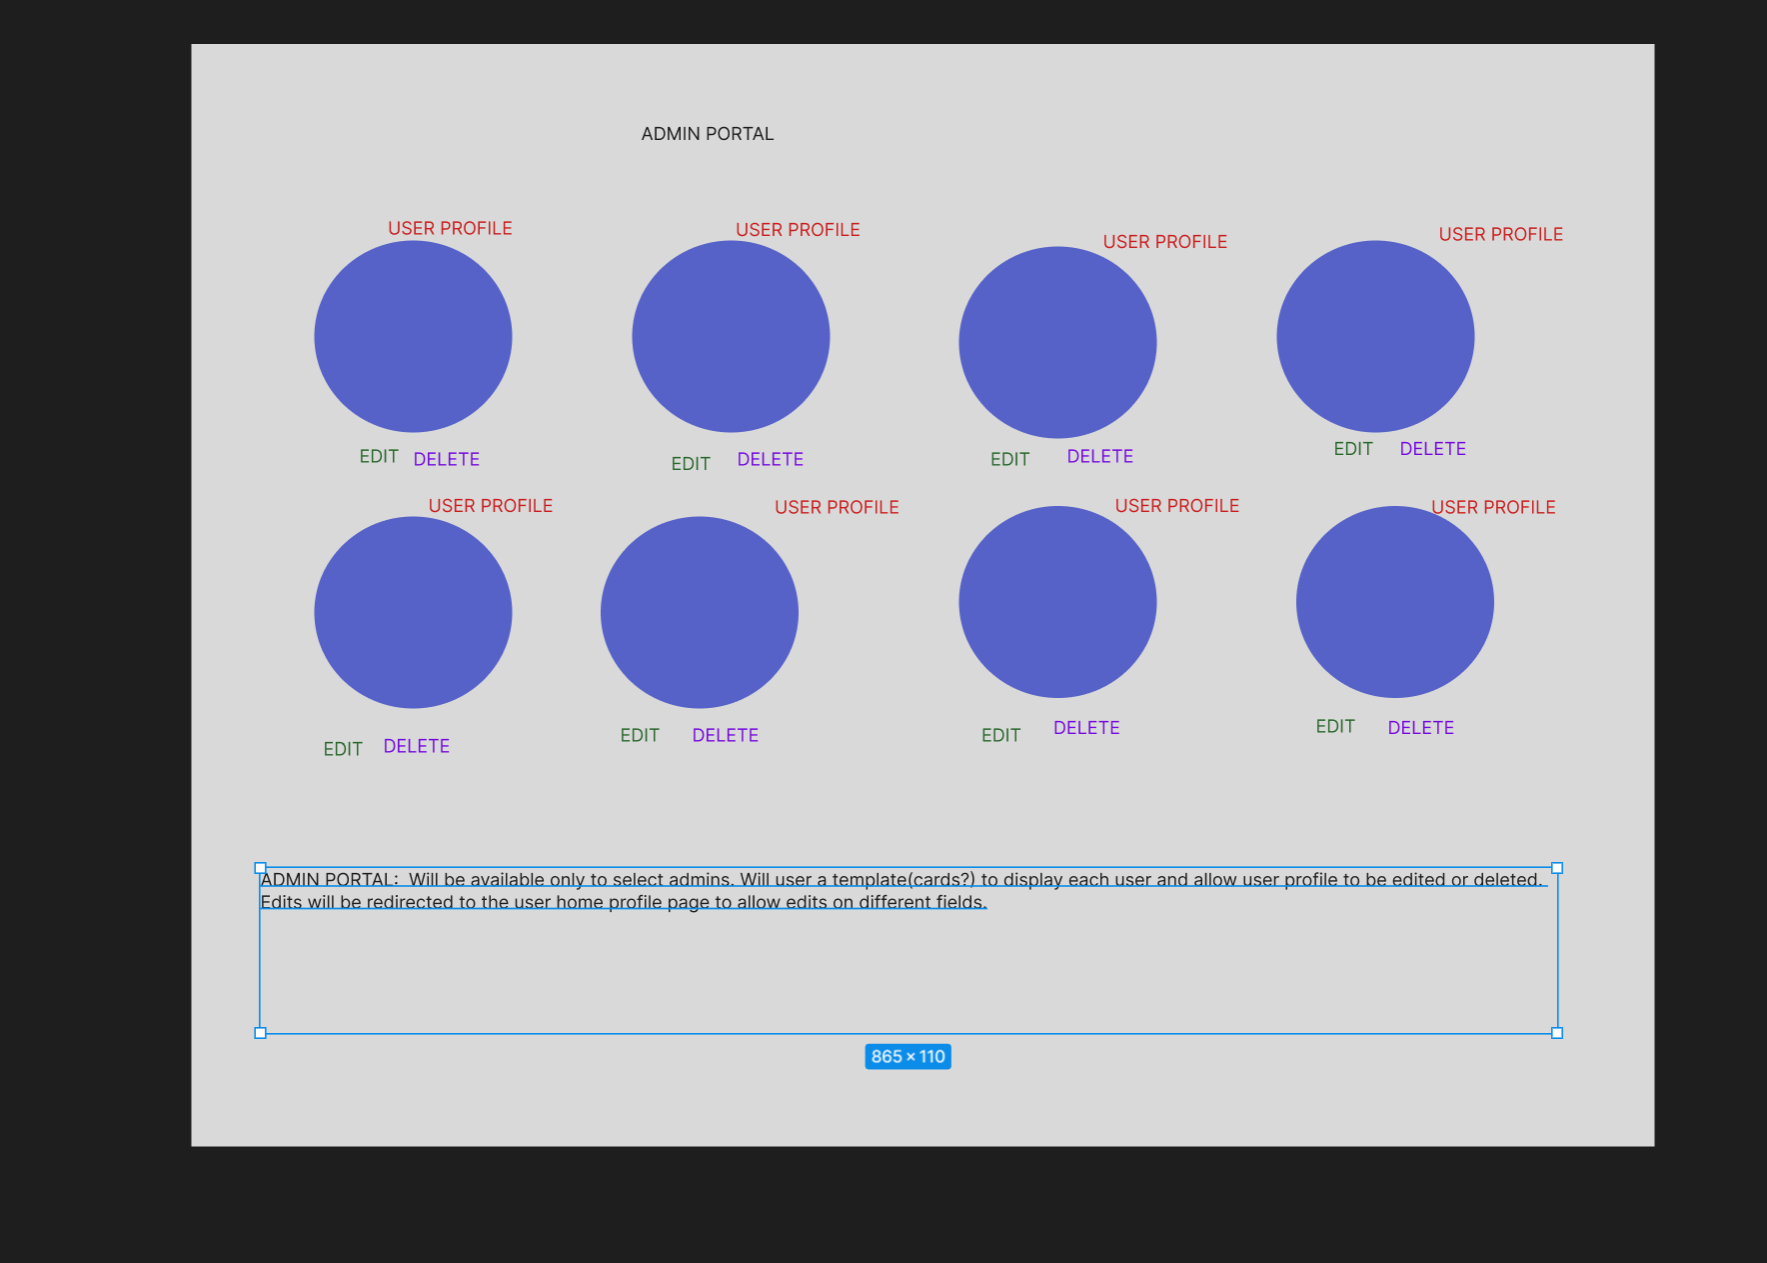 ADMIN PORTAL
USER PROFILE
USER PROFILE
USER PROFILE
USER PROFILE
EDIT DELETE
EDIT DELETE
EDIT DELETE
EDIT DELETE
USER PROFILE
USER PROFILE
USER PROFILE
USER PROFILE
EDIT DELETE
EDIT DELETE
EDIT DELETE
EDIT DELETE
ADMIN PORTAL:  Will be available only to select admins. Will user a template(cards?) to display each user and allow user profile to be edited or deleted.
Edits will be redirected to the user home profile page to allow edits on different fields.
865 × 110